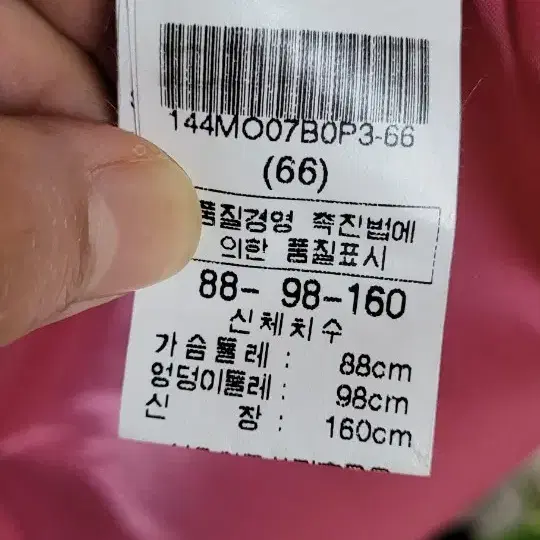 144MO07B0P3-66
(66)
품질경영 촉진법에
의한 품질표시
88- 98-160
신체치수
가슴둘레 : 88cm
엉덩이둘레 : 98cm
신 장 : 160cm